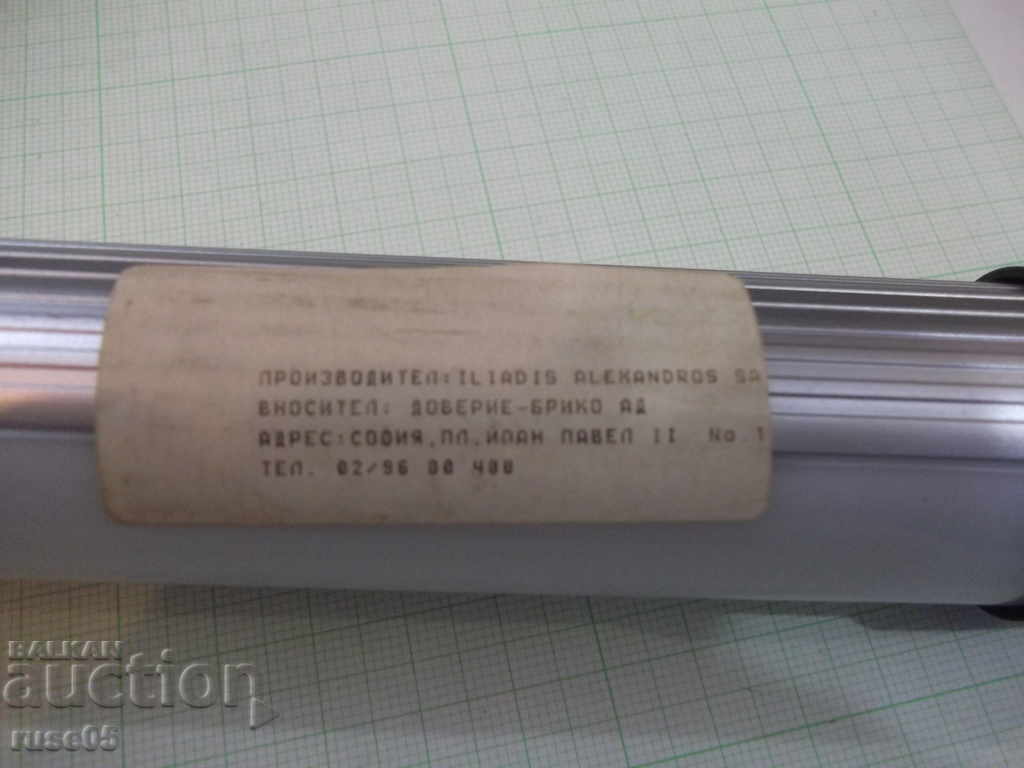 ПРОИЗВОДИТЕЛ: ILIADIS ALEKANDROS SA
ВНОСИТЕЛ: ДОВЕРИЕ-БРИКО АД
АДРЕС: СОФИЯ, ПЛ. ЙОАН ПАВЕЛ II No.1
ТЕЛ. 02/96 00 400
BALKAN
auction
ruse05